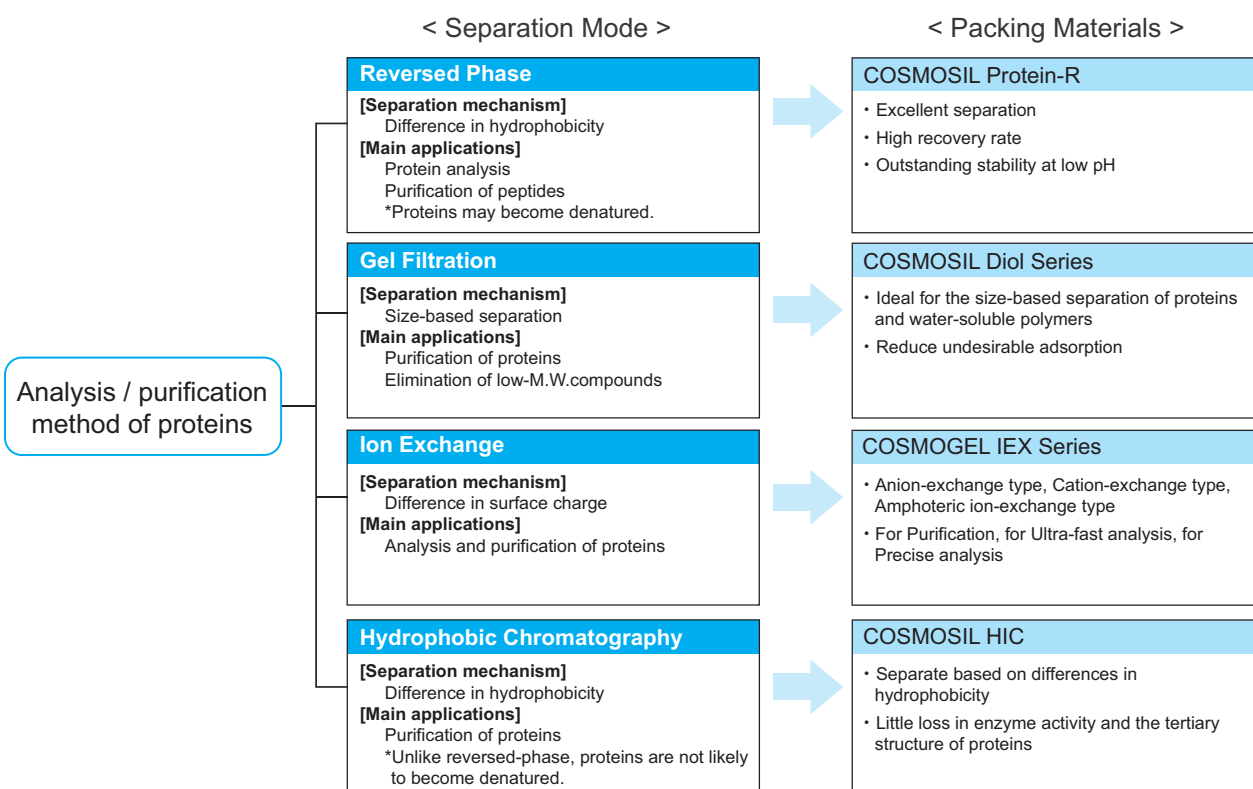 < Separation Mode >
< Packing Materials >
Analysis / purification
method of proteins
Reversed Phase
[Separation mechanism]
Difference in hydrophobicity
[Main applications]
Protein analysis
Purification of peptides
*Proteins may become denatured.
COSMOSIL Protein-R
・Excellent separation
・High recovery rate
・Outstanding stability at low pH
Gel Filtration
[Separation mechanism]
Size-based separation
[Main applications]
Purification of proteins
Elimination of low-M.W.compounds
COSMOSIL Diol Series
・Ideal for the size-based separation of proteins
and water-soluble polymers
・Reduce undesirable adsorption
Ion Exchange
[Separation mechanism]
Difference in surface charge
[Main applications]
Analysis and purification of proteins
COSMOGEL IEX Series
・Anion-exchange type, Cation-exchange type,
Amphoteric ion-exchange type
・For Purification, for Ultra-fast analysis, for
Precise analysis
Hydrophobic Chromatography
[Separation mechanism]
Difference in hydrophobicity
[Main applications]
Purification of proteins
*Unlike reversed-phase, proteins are not likely
to become denatured.
COSMOSIL HIC
・Separate based on differences in
hydrophobicity
・Little loss in enzyme activity and the tertiary
structure of proteins